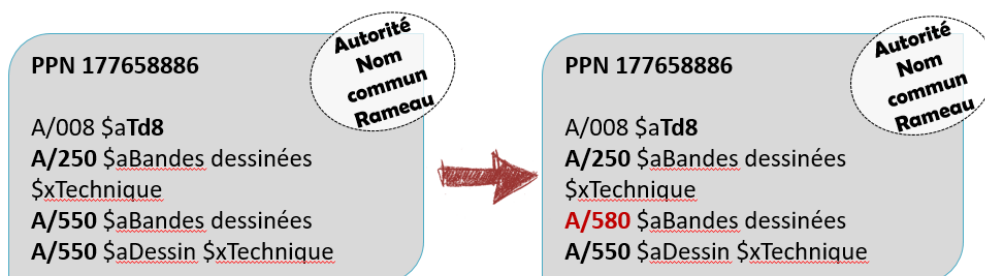 PPN 177658886
Autorité
Nom
commun
Rameau
A/008 $aTd8
A/250 $aBandes dessinées
$xTechnique
A/550 $aBandes dessinées
A/550 $aDessin $xTechnique
PPN 177658886
Autorité
Nom
commun
Rameau
A/008 $aTd8
A/250 $aBandes dessinées
$xTechnique
A/580 $aBandes dessinées
A/550 $aDessin $xTechnique